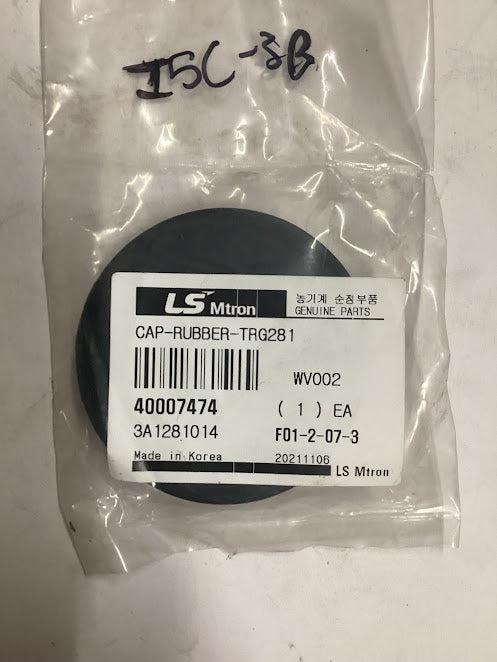 I5C-3B
LS Mtron
농기계 순정부품
GENUINE PARTS
CAP-RUBBER-TRG281
WV002
40007474
( 1 ) EA
3A1281014
F01-2-07-3
Made in Korea
20211106
LS Mtron